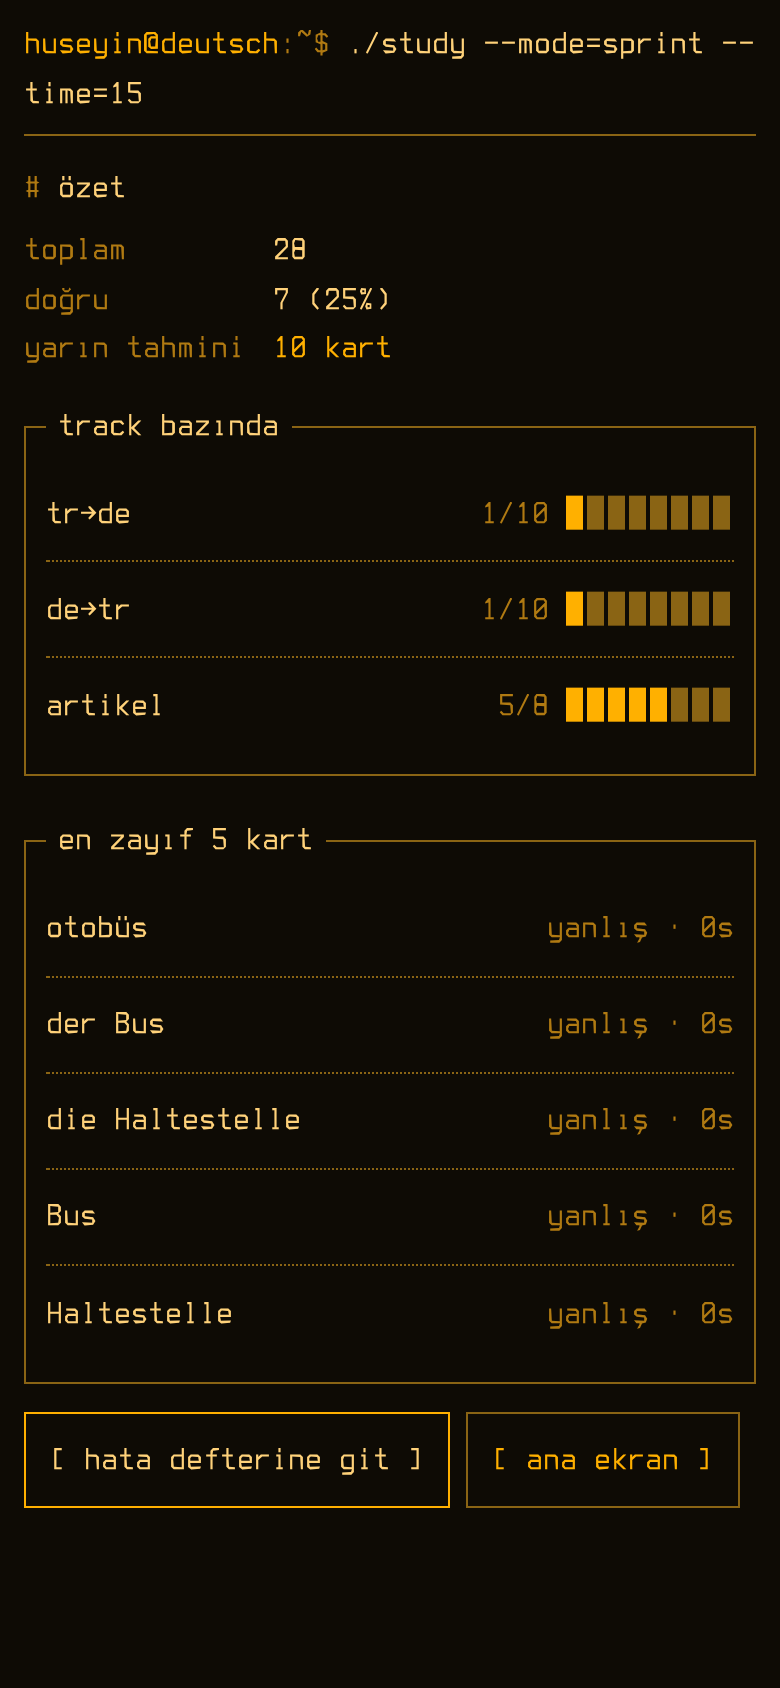 huseyin@deutsch:~$ ./study --mode=sprint --
time=15
# özet
toplam 28
doğru 7 (25%)
yarın tahmini 10 kart
track bazında
tr→de 1/10
de→tr 1/10
artikel 5/8
en zayıf 5 kart
otobüs yanlış · 0s
der Bus yanlış · 0s
die Haltestelle yanlış · 0s
Bus yanlış · 0s
Haltestelle yanlış · 0s
[ hata defterine git ] [ ana ekran ]